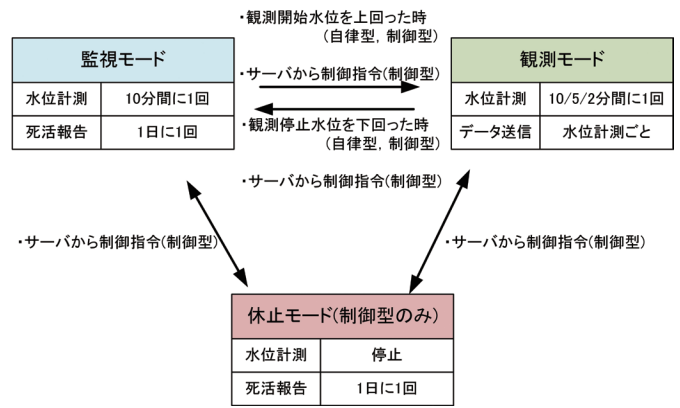 ・観測開始水位を上回った時
(自律型, 制御型)
・サーバから制御指令(制御型)
監視モード
水位計測 10分間に1回
死活報告 1日に1回
観測モード
水位計測 10/5/2分間に1回
データ送信 水位計測ごと
・観測停止水位を下回った時
(自律型, 制御型)
・サーバから制御指令(制御型)
・サーバから制御指令(制御型)
・サーバから制御指令(制御型)
休止モード(制御型のみ)
水位計測 停止
死活報告 1日に1回